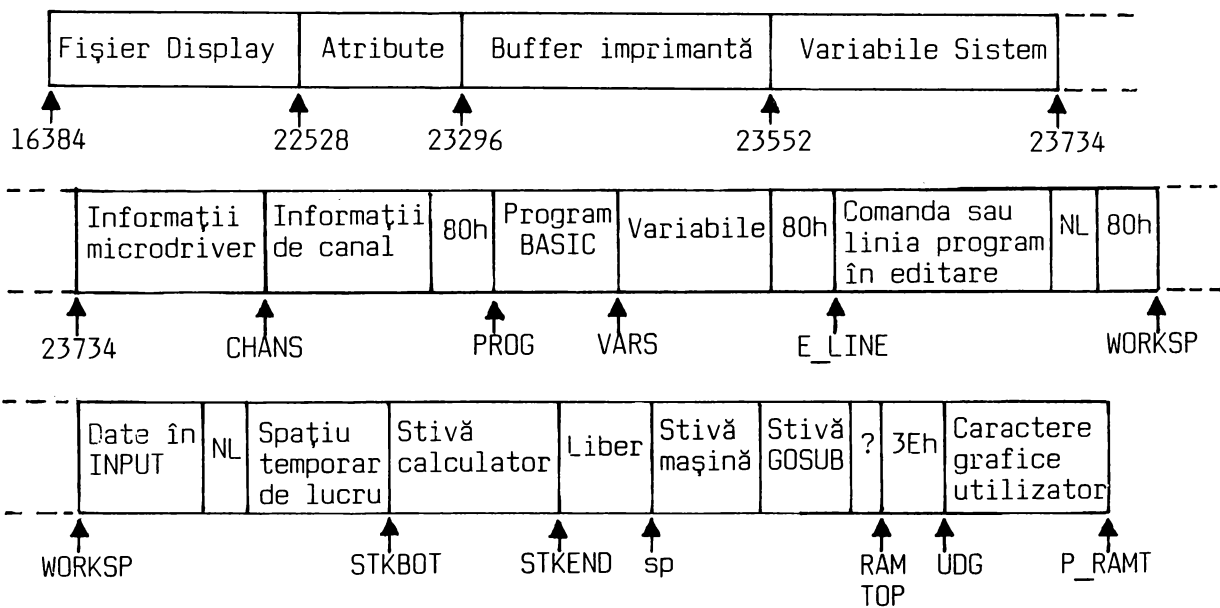 Fişier Display Atribute Buffer imprimantă Variabile Sistem
16384 22528 23296 23552 23734
Informaţii microdriver
Informaţii de canal
80h
Program BASIC
Variabile
80h
Comanda sau linia program în editare
NL
80h
23734 CHANS PROG VARS E_LINE WORKSP
Date în INPUT
NL
Spaţiu temporar de lucru
Stivă calculator
Liber
Stivă maşină
Stivă GOSUB
?
3Eh
Caractere grafice utilizator
WORKSP STKBOT STKEND sp RAM TOP UDG P_RAMT